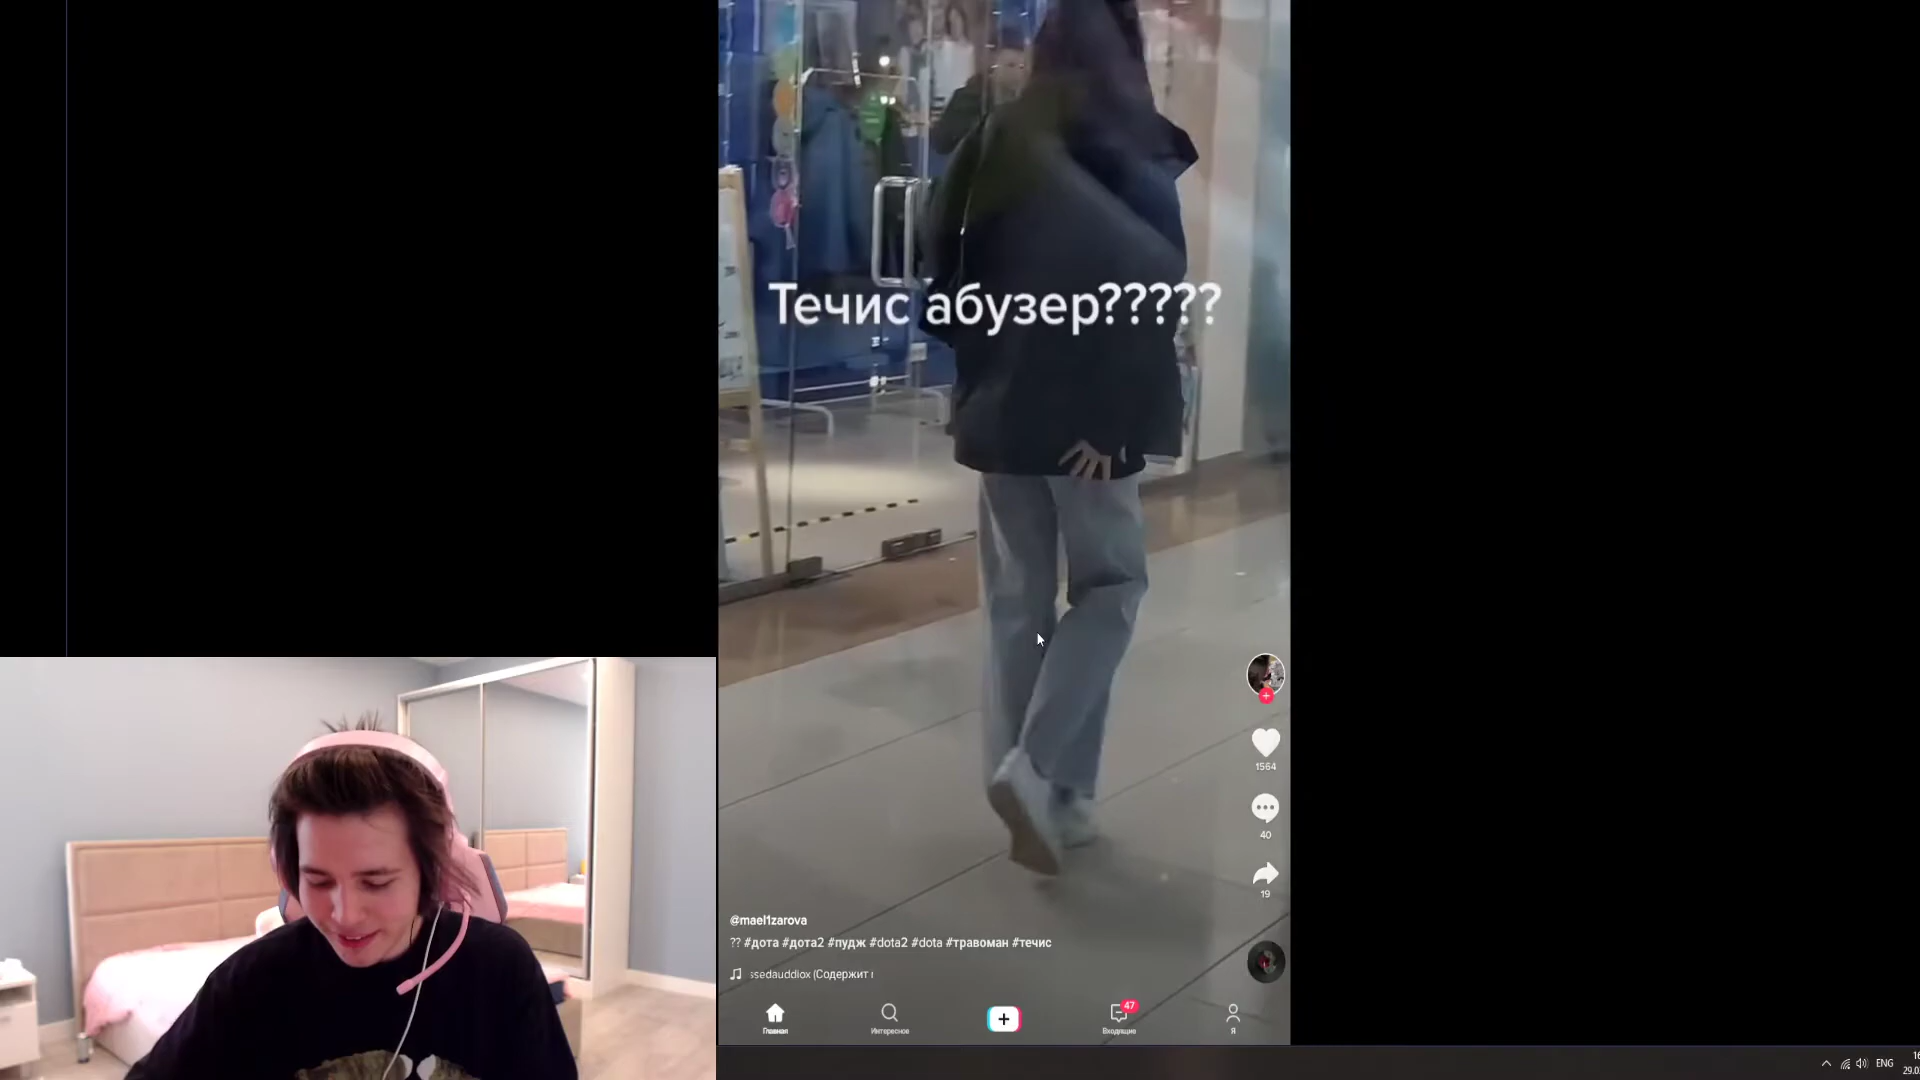 Течис абузер?????
1564
40
19
@mael1zarova
?? #дота #дота2 #пудж #dota2 #dota #травоман #течис
ssedauddiox (Содержит
47
Главная
Интересное
Входящие
Я
ENG